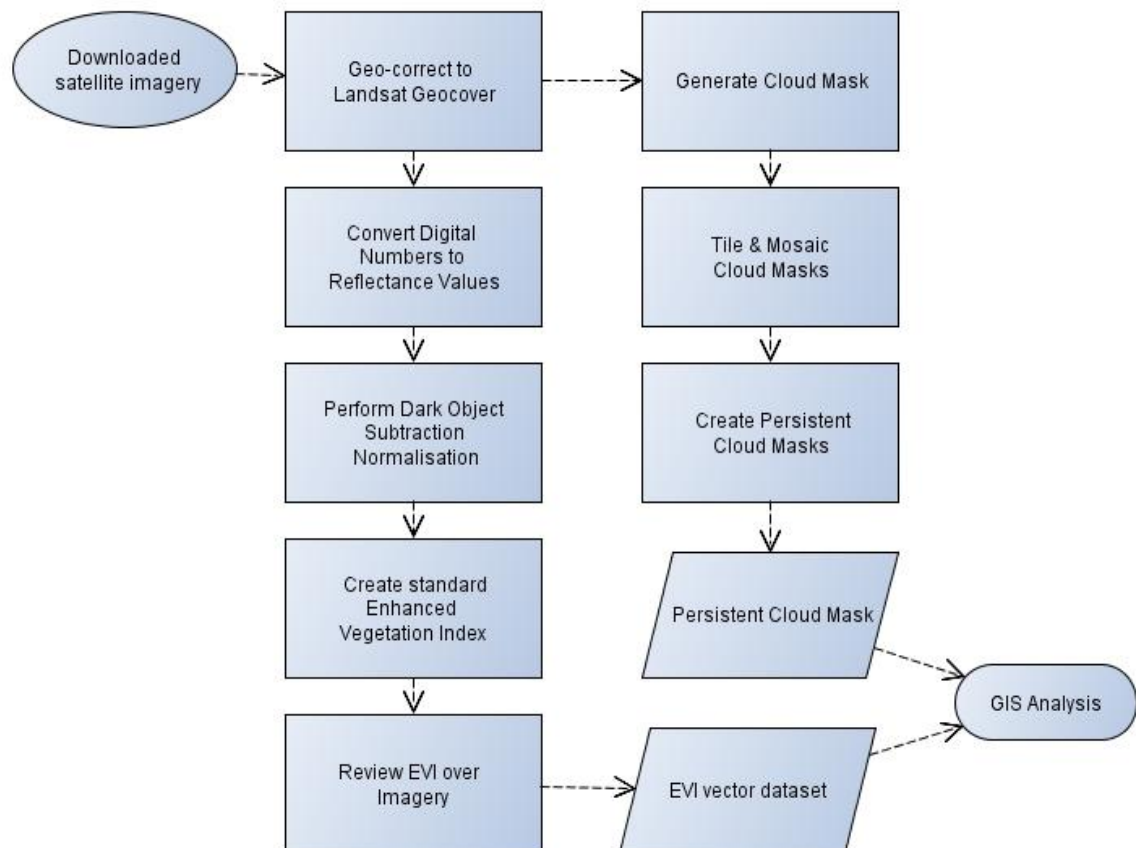 Downloaded
satellite imagery
Geo-correct to
Landsat Geocover
Generate Cloud Mask
Convert Digital
Numbers to
Reflectance Values
Tile & Mosaic
Cloud Masks
Perform Dark Object
Subtraction
Normalisation
Create Persistent
Cloud Masks
Create standard
Enhanced
Vegetation Index
Persistent Cloud Mask
GIS Analysis
Review EVI over
Imagery
EVI vector dataset